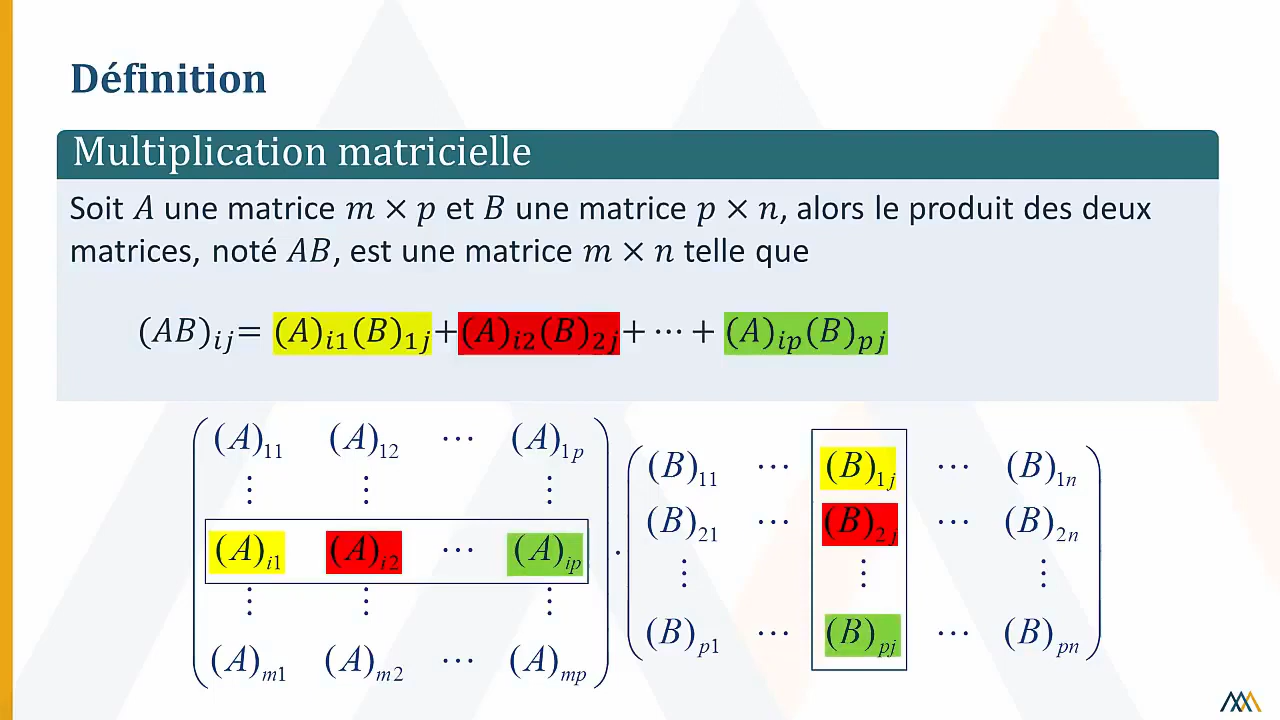 Définition
Multiplication matricielle
Soit A une matrice m × p et B une matrice p × n, alors le produit des deux
matrices, noté AB, est une matrice m × n telle que
(AB)ij= (A)i1(B)1j+(A)i2(B)2j+ ⋯ + (A)ip(B)pj
(A)11 (A)12 ⋯ (A)1p
⋮ ⋮ ⋮
(A)i1 (A)i2 ⋯ (A)ip
⋮ ⋮ ⋮
(A)m1 (A)m2 ⋯ (A)mp
·
(B)11 ⋯ (B)1j ⋯ (B)1n
(B)21 ⋯ (B)2j ⋯ (B)2n
⋮ ⋮ ⋮
(B)p1 ⋯ (B)pj ⋯ (B)pn